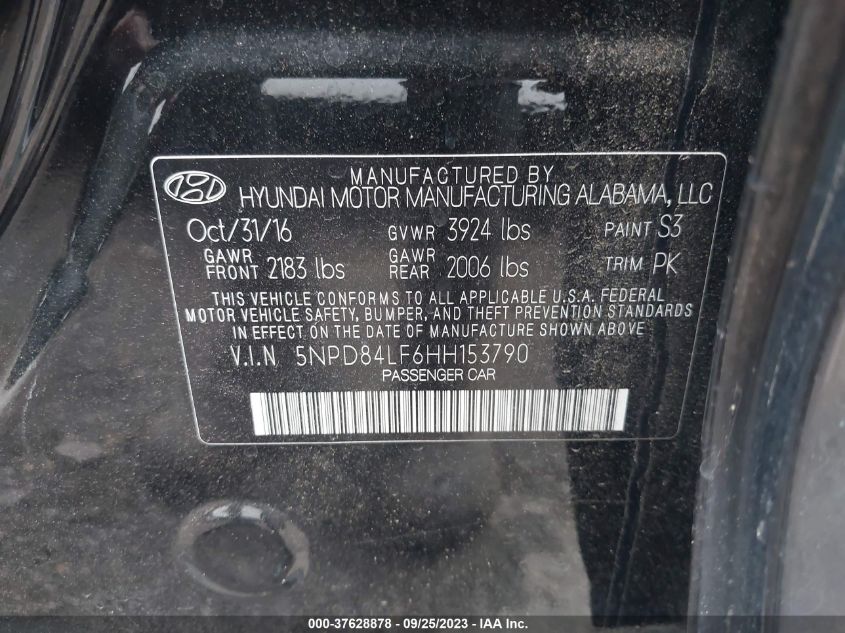 MANUFACTURED BY
HYUNDAI MOTOR MANUFACTURING ALABAMA, LLC
Oct/31/16 GVWR 3924 lbs PAINT S3
GAWR FRONT 2183 lbs GAWR REAR 2006 lbs TRIM PK
THIS VEHICLE CONFORMS TO ALL APPLICABLE U.S.A. FEDERAL
MOTOR VEHICLE SAFETY, BUMPER, AND THEFT PREVENTION STANDARDS
IN EFFECT ON THE DATE OF MANUFACTURE SHOWN ABOVE
V.I.N 5NPD84LF6HH153790
PASSENGER CAR
000-37628878 - 09/25/2023 - IAA Inc.